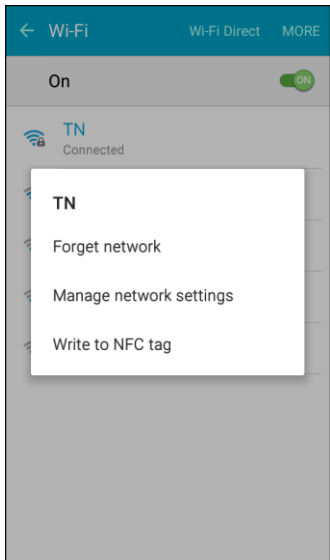 Wi-Fi Wi-Fi Direct MORE
On ON
TN
Connected
TN
Forget network
Manage network settings
Write to NFC tag